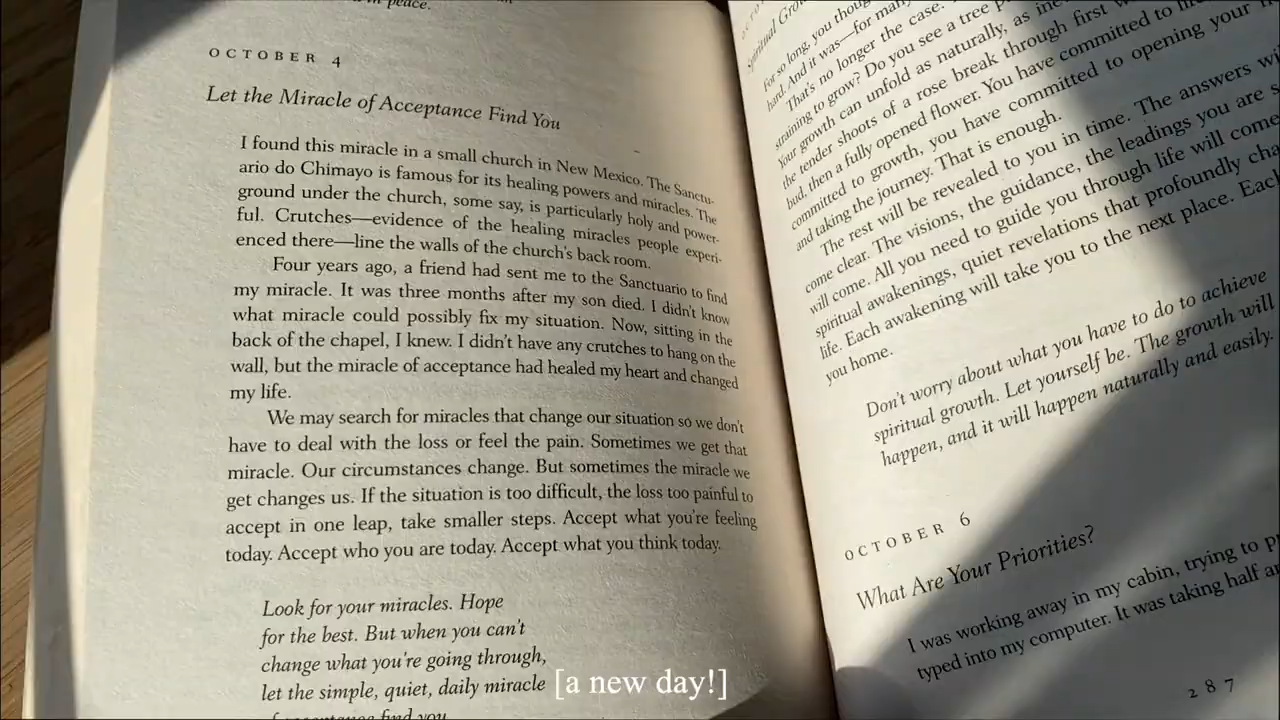 in peace.
OCTOBER 4
Let the Miracle of Acceptance Find You
I found this miracle in a small church in New Mexico. The Sanctu-
ario do Chimayo is famous for its healing powers and miracles. The
ground under the church, some say, is particularly holy and power-
ful. Crutches—evidence of the healing miracles people experi-
enced there—line the walls of the church's back room.
Four years ago, a friend had sent me to the Sanctuario to find
my miracle. It was three months after my son died. I didn't know
what miracle could possibly fix my situation. Now, sitting in the
back of the chapel, I knew. I didn't have any crutches to hang on the
wall, but the miracle of acceptance had healed my heart and changed
my life.
We may search for miracles that change our situation so we don't
have to deal with the loss or feel the pain. Sometimes we get that
miracle. Our circumstances change. But sometimes the miracle we
get changes us. If the situation is too difficult, the loss too painful to
accept in one leap, take smaller steps. Accept what you're feeling
today. Accept who you are today. Accept what you think today.
Look for your miracles. Hope
for the best. But when you can't
change what you're going through,
let the simple, quiet, daily miracle
of acceptance find you
Spiritual
For so long, you
hard. And it was—for many
That's no longer the case.
straining to grow? Do you see a tree
Your growth can unfold as naturally, as
the tender shoots of a rose break through first
bud, then a fully opened flower. You have committed to
committed to growth, you have committed to opening your
and taking the journey. That is enough.
The rest will be revealed to you in time. The answers
come clear. The visions, the guidance, the leadings you are
will come. All you need to guide you through life will come
spiritual awakenings, quiet revelations that profoundly
life. Each awakening will take you to the next place. Each
you home.
Don't worry about what you have to do to achieve
spiritual growth. Let yourself be. The growth will
happen, and it will happen naturally and easily.
OCTOBER 6
What Are Your Priorities?
I was working away in my cabin, trying to
typed into my computer. It was taking half
287
[a new day!]